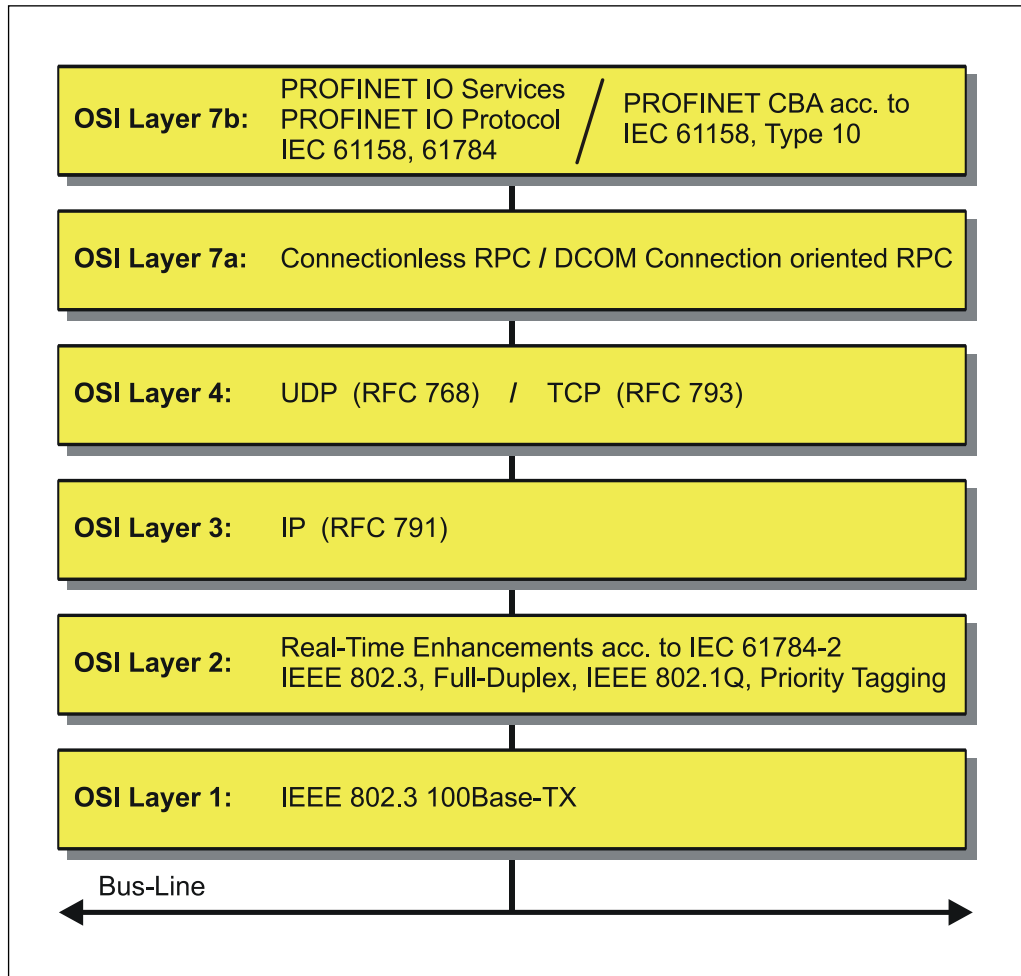 OSI Layer 7b:
PROFINET IO Services
PROFINET IO Protocol
IEC 61158, 61784
/
PROFINET CBA acc. to
IEC 61158, Type 10
OSI Layer 7a: Connectionless RPC / DCOM Connection oriented RPC
OSI Layer 4: UDP (RFC 768) / TCP (RFC 793)
OSI Layer 3: IP (RFC 791)
OSI Layer 2:
Real-Time Enhancements acc. to IEC 61784-2
IEEE 802.3, Full-Duplex, IEEE 802.1Q, Priority Tagging
OSI Layer 1: IEEE 802.3 100Base-TX
Bus-Line